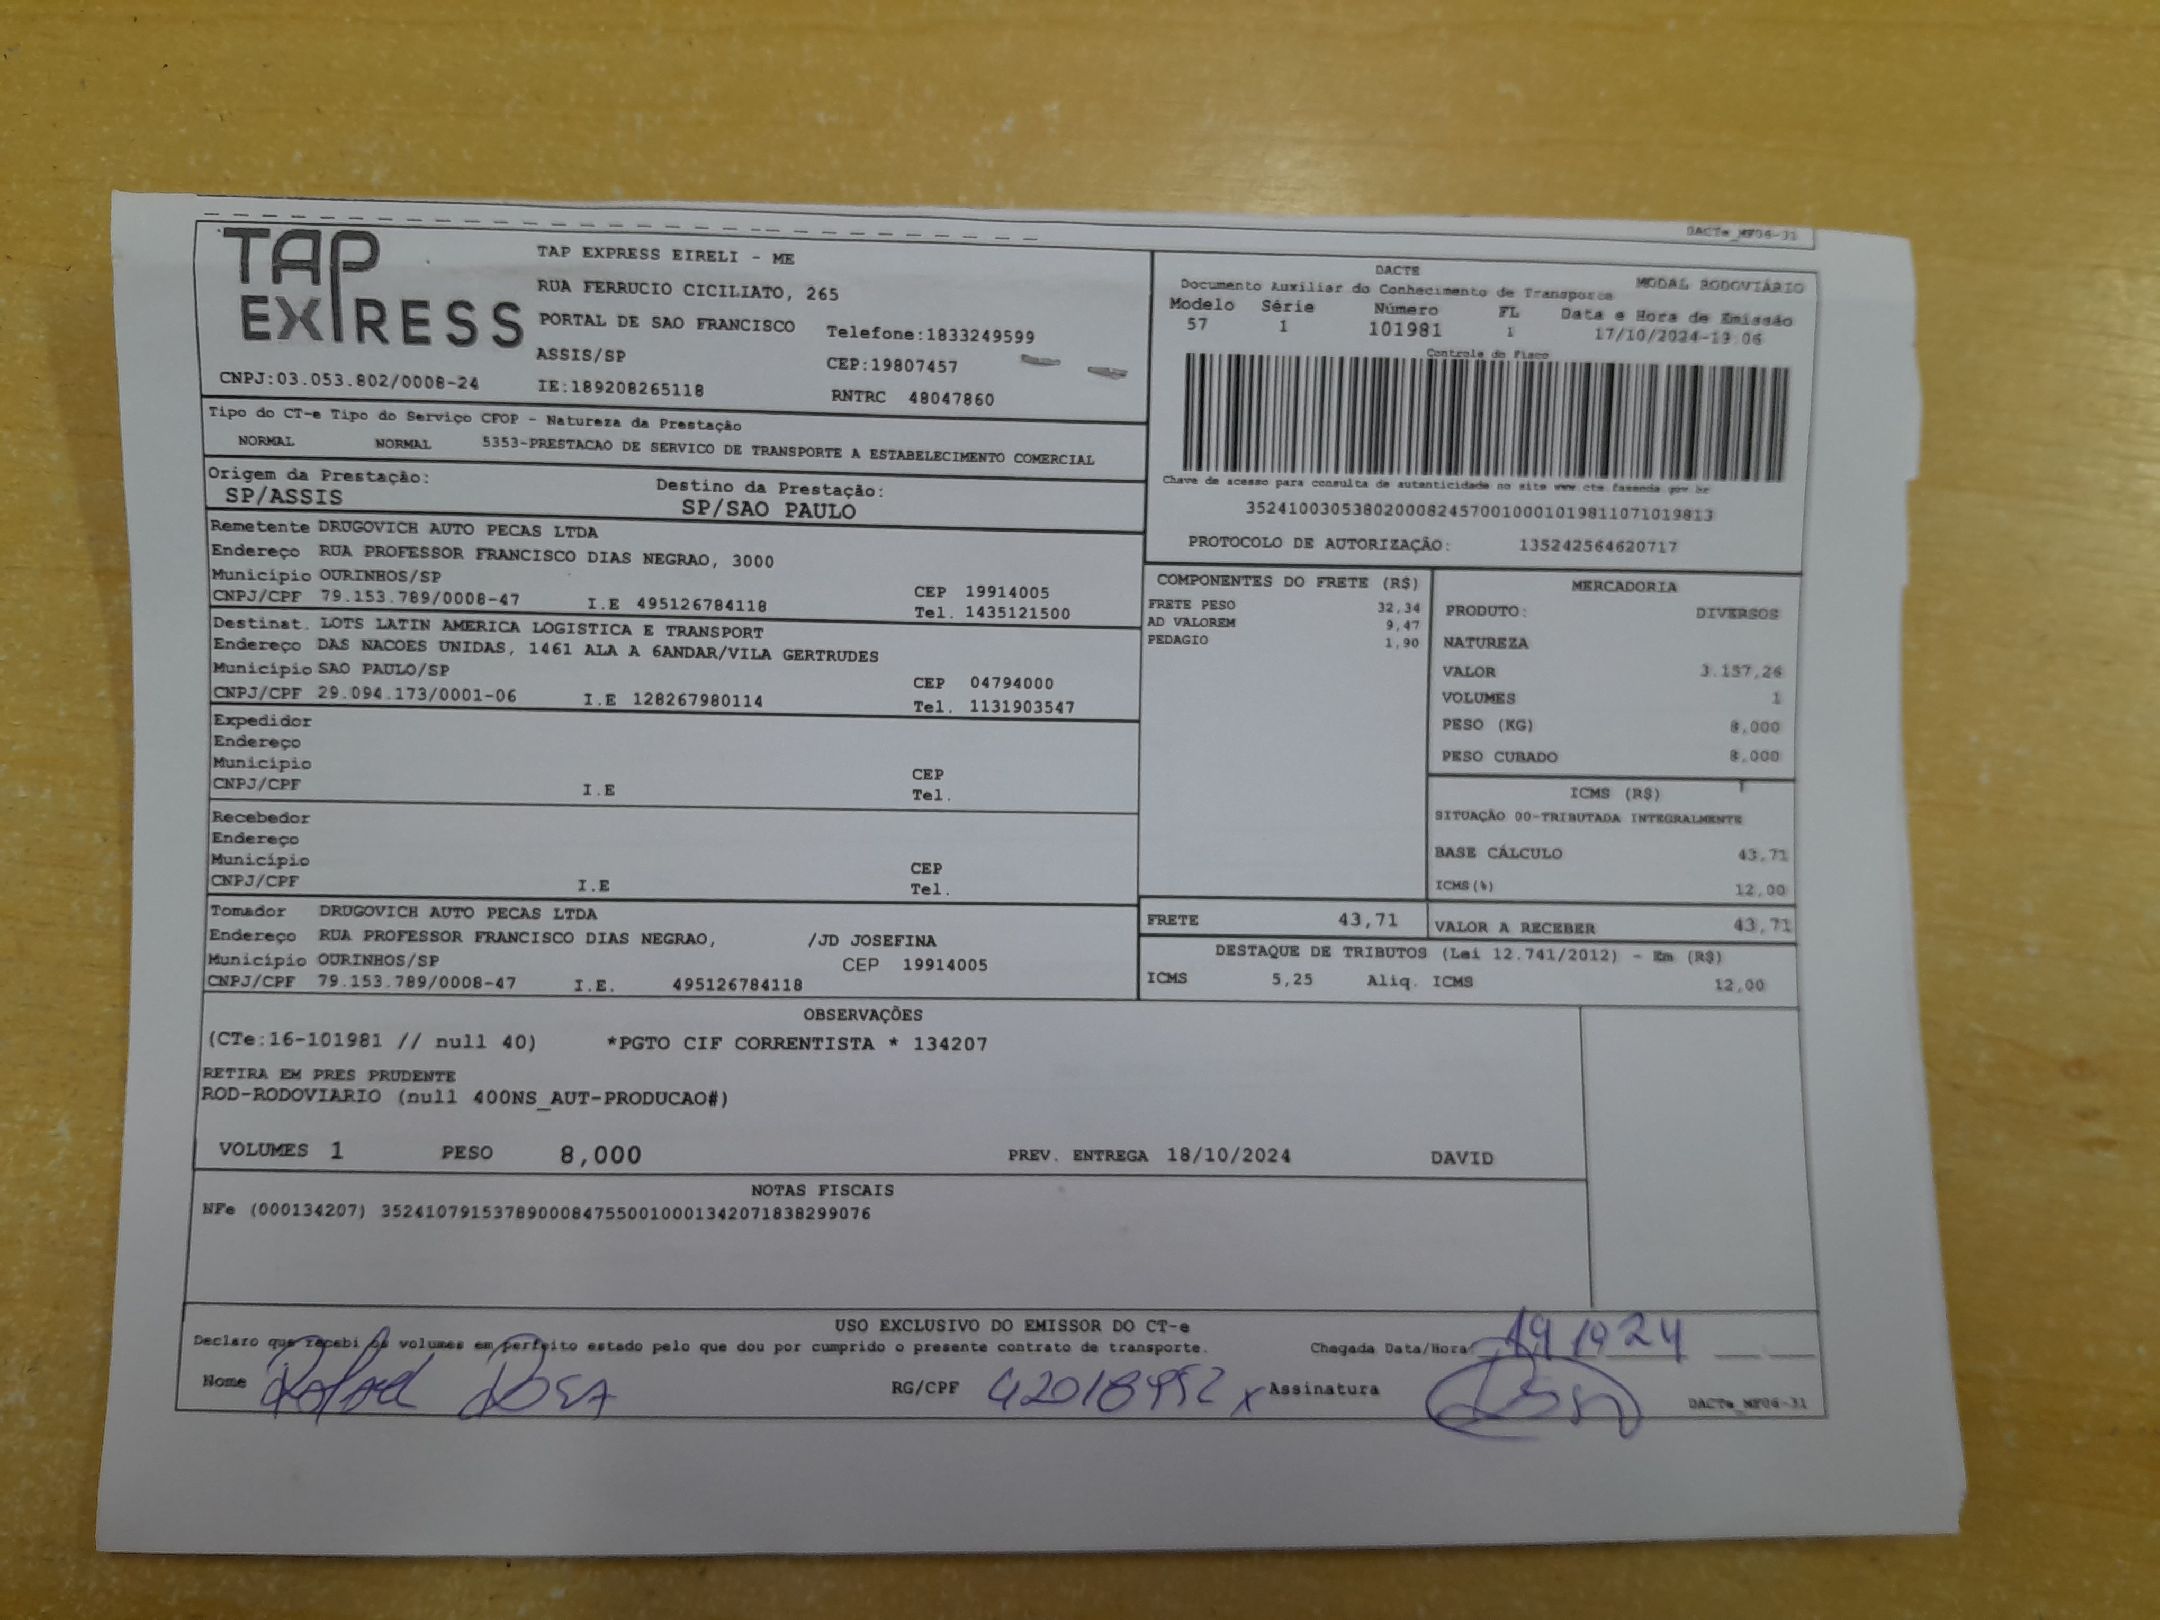 DACTe_MF06-31
TAP
EXPRESS
TAP EXPRESS EIRELI - ME
RUA FERRUCIO CICILIATO, 265
PORTAL DE SAO FRANCISCO Telefone:1833249599
ASSIS/SP CEP:19807457
CNPJ:03.053.802/0008-24 IE:189208265118 RNTRC 48047860
DACTE
Documento Auxiliar do Conhecimento de Transporte MODAL RODOVIÁRIO
Modelo Série Número FL Data e Hora de Emissão
57 1 101981 1 17/10/2024-19:06
Controle do Fisco
Chave de acesso para consulta de autenticidade no site www.cte.fazenda.gov.br
35241003053802000824570010001019811071019813
PROTOCOLO DE AUTORIZAÇÃO: 135242564620717
Tipo do CT-e Tipo do Serviço CFOP - Natureza da Prestação
NORMAL NORMAL 5353-PRESTACAO DE SERVICO DE TRANSPORTE A ESTABELECIMENTO COMERCIAL
Origem da Prestação: Destino da Prestação:
SP/ASSIS SP/SAO PAULO
Remetente DRUGOVICH AUTO PECAS LTDA
Endereço RUA PROFESSOR FRANCISCO DIAS NEGRAO, 3000
Município OURINHOS/SP CEP 19914005
CNPJ/CPF 79.153.789/0008-47 I.E 495126784118 Tel. 1435121500
Destinat. LOTS LATIN AMERICA LOGISTICA E TRANSPORT
Endereço DAS NACOES UNIDAS, 1461 ALA A 6ANDAR/VILA GERTRUDES
Município SAO PAULO/SP CEP 04794000
CNPJ/CPF 29.094.173/0001-06 I.E 128267980114 Tel. 1131903547
Expedidor
Endereço
Município CEP
CNPJ/CPF I.E Tel.
Recebedor
Endereço
Município CEP
CNPJ/CPF I.E Tel.
Tomador DRUGOVICH AUTO PECAS LTDA
Endereço RUA PROFESSOR FRANCISCO DIAS NEGRAO, /JD JOSEFINA
Município OURINHOS/SP CEP 19914005
CNPJ/CPF 79.153.789/0008-47 I.E. 495126784118
COMPONENTES DO FRETE (R$)
FRETE PESO 32,34
AD VALOREM 9,47
PEDAGIO 1,90
MERCADORIA
PRODUTO: DIVERSOS
NATUREZA
VALOR 3.157,26
VOLUMES 1
PESO (KG) 8,000
PESO CUBADO 8,000
ICMS (R$)
SITUAÇÃO 00-TRIBUTADA INTEGRALMENTE
BASE CÁLCULO 43,71
ICMS(%) 12,00
FRETE 43,71 VALOR A RECEBER 43,71
DESTAQUE DE TRIBUTOS (Lei 12.741/2012) - Em (R$)
ICMS 5,25 Aliq. ICMS 12,00
OBSERVAÇÕES
(CTe:16-101981 // null 40) *PGTO CIF CORRENTISTA * 134207
RETIRA EM PRES PRUDENTE
ROD-RODOVIARIO (null 400NS_AUT-PRODUCAO#)
VOLUMES 1 PESO 8,000 PREV. ENTREGA 18/10/2024 DAVID
NOTAS FISCAIS
NFe (000134207) 35241079153789000847550010001342071838299076
USO EXCLUSIVO DO EMISSOR DO CT-e
Declaro que recebi os volumes em perfeito estado pelo que dou por cumprido o presente contrato de transporte. Chagada Data/Hora 19 10 24
Nome Rafael Rosa RG/CPF Assinatura
DACTe_MF06-31